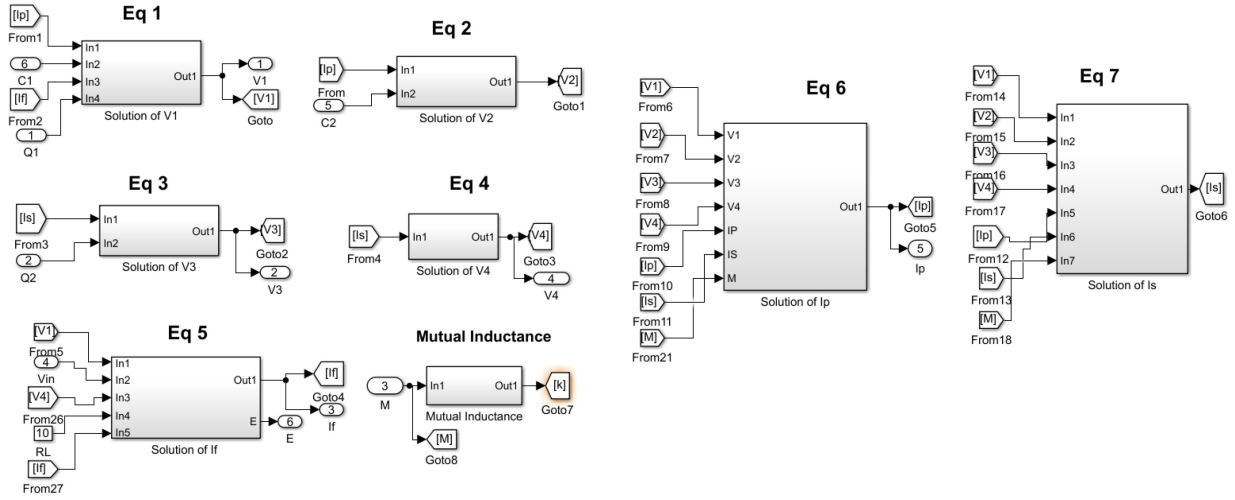 Eq 1
[Ip]
From1
6
C1
[If]
From2
1
Q1
In1
In2
In3
In4
Out1
Solution of V1
1
V1
[V1]
Goto
Eq 2
[Ip]
From
5
C2
In1
In2
Out1
Solution of V2
V2]
Goto1
Eq 3
[Is]
From3
2
Q2
In1
In2
Out1
Solution of V3
V3]
Goto2
2
V3
Eq 4
[Is]
From4
In1
Out1
Solution of V4
V4]
Goto3
4
V4
Eq 5
[V1]
From5
4
Vin
[V4]
From26
10
RL
[If]
From27
In1
In2
In3
In4
In5
Out1
E
Solution of If
[If]
Goto4
3
If
6
E
Mutual Inductance
3
M
In1
Out1
Mutual Inductance
[k]
Goto7
[M]
Goto8
Eq 6
[V1]
From6
[V2]
From7
[V3]
From8
[V4]
From9
[Ip]
From10
[Is]
From11
[M]
From21
V1
V2
V3
V4
IP
IS
M
Out1
Solution of Ip
[Ip]
Goto5
5
Ip
Eq 7
[V1]
From14
[V2]
From15
[V3]
From16
[V4]
From17
[Ip]
From12
[Is]
From13
[M]
From18
In1
In2
In3
In4
In5
In6
In7
Out1
Solution of Is
[Is]
Goto6